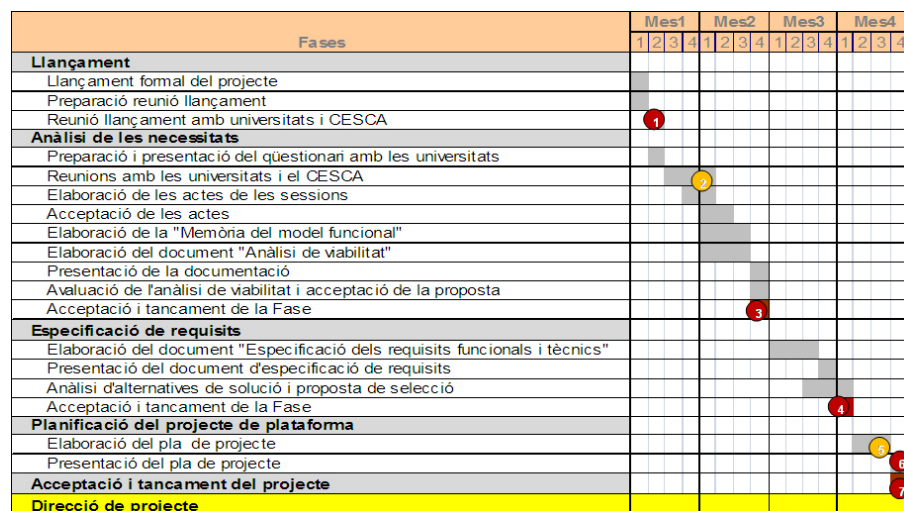 Mes1 Mes2 Mes3 Mes4
Fases 1 2 3 4 1 2 3 4 1 2 3 4 1 2 3 4
Llançament
Llançament formal del projecte
Preparació reunió llançament
Reunió llançament amb universitats i CESCA 1
Anàlisi de les necessitats
Preparació i presentació del qüestionari amb les universitats
Reunions amb les universitats i el CESCA 2
Elaboració de les actes de les sessions
Acceptació de les actes
Elaboració de la "Memòria del model funcional"
Elaboració del document "Anàlisi de viabilitat"
Presentació de la documentació
Avaluació de l'anàlisi de viabilitat i acceptació de la proposta
Acceptació i tancament de la Fase 3
Especificació de requisits
Elaboració del document "Especificació dels requisits funcionals i tècnics"
Presentació del document d'especificació de requisits
Anàlisi d'alternatives de solució i proposta de selecció
Acceptació i tancament de la Fase 4
Planificació del projecte de plataforma
Elaboració del pla de projecte 5
Presentació del pla de projecte 6
Acceptació i tancament del projecte 7
Direcció de projecte